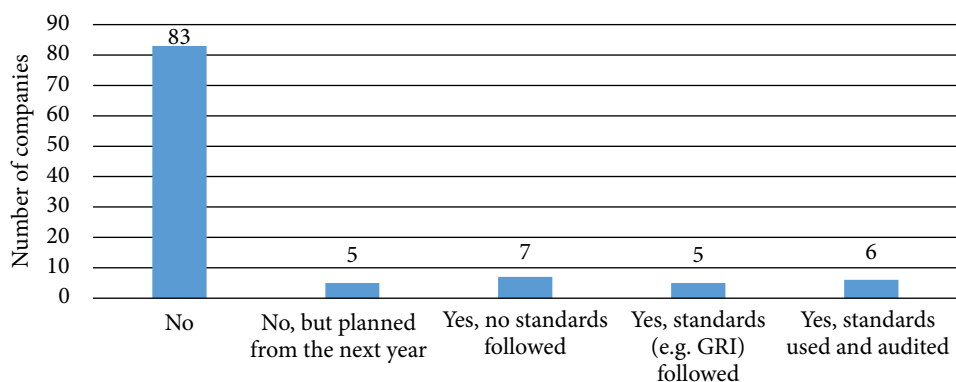 Number of companies
90
80
70
60
50
40
30
20
10
0
83
5
7
5
6
No
No, but planned
from the next year
Yes, no standards
followed
Yes, standards
(e.g. GRI)
followed
Yes, standards
used and audited